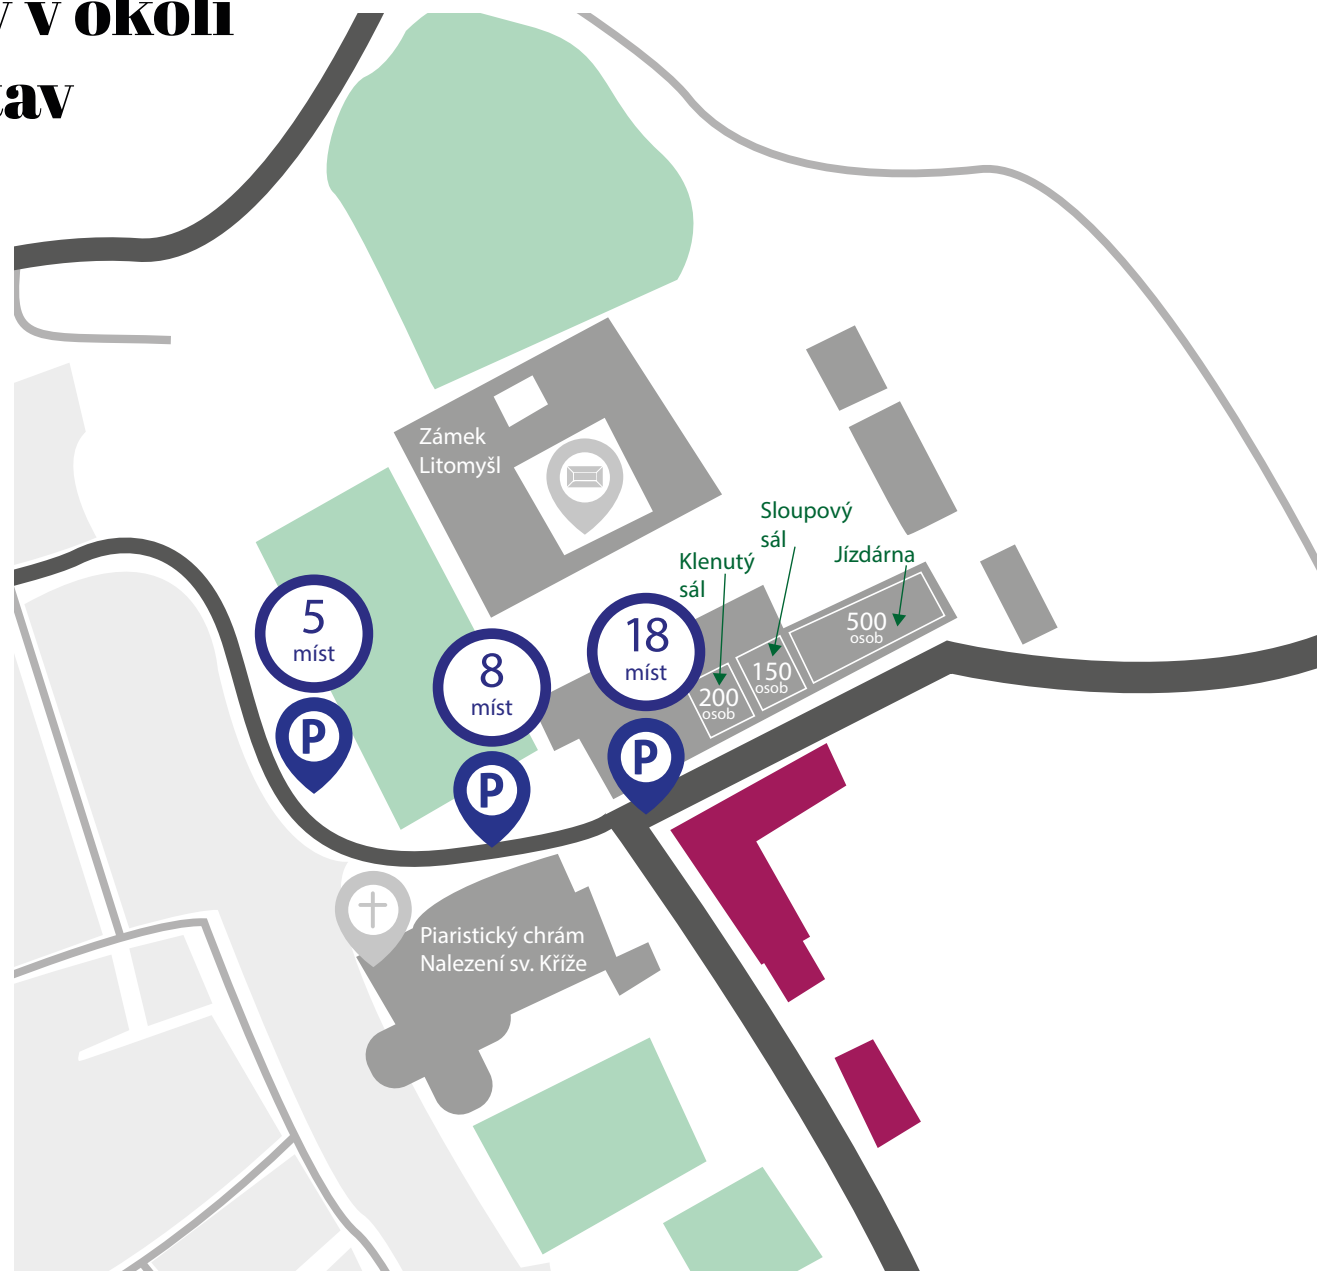 v okolí
Zámek
Litomyšl
Sloupový
sál
Klenutý
sál
Jízdárna
5
míst
8
míst
18
míst
500
osob
150
osob
200
osob
P
P
P
Piaristický chrám
Nalezení sv. Kříže